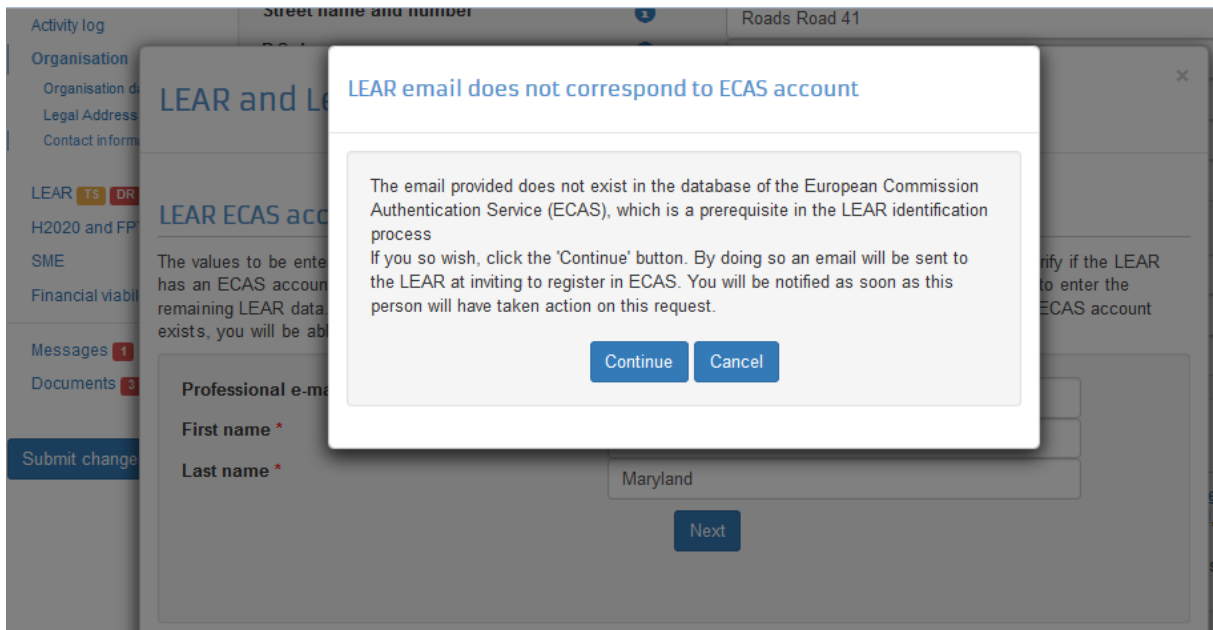 Activity log
Organisation
Organisation d
Legal Address
Contact inform
LEAR TS DR
H2020 and FP
SME
Financial viabil
Messages 1
Documents 3
Submit change
Street name and number
Roads Road 41
LEAR and Le
×
LEAR email does not correspond to ECAS account
The email provided does not exist in the database of the European Commission
Authentication Service (ECAS), which is a prerequisite in the LEAR identification
process
If you so wish, click the 'Continue' button. By doing so an email will be sent to
the LEAR at inviting to register in ECAS. You will be notified as soon as this
person will have taken action on this request.
Continue Cancel
LEAR ECAS acc
The values to be ente
rify if the LEAR
has an ECAS accoun
to enter the
remaining LEAR data.
ECAS account
exists, you will be abl
Professional e-ma
First name *
Last name *
Maryland
Next